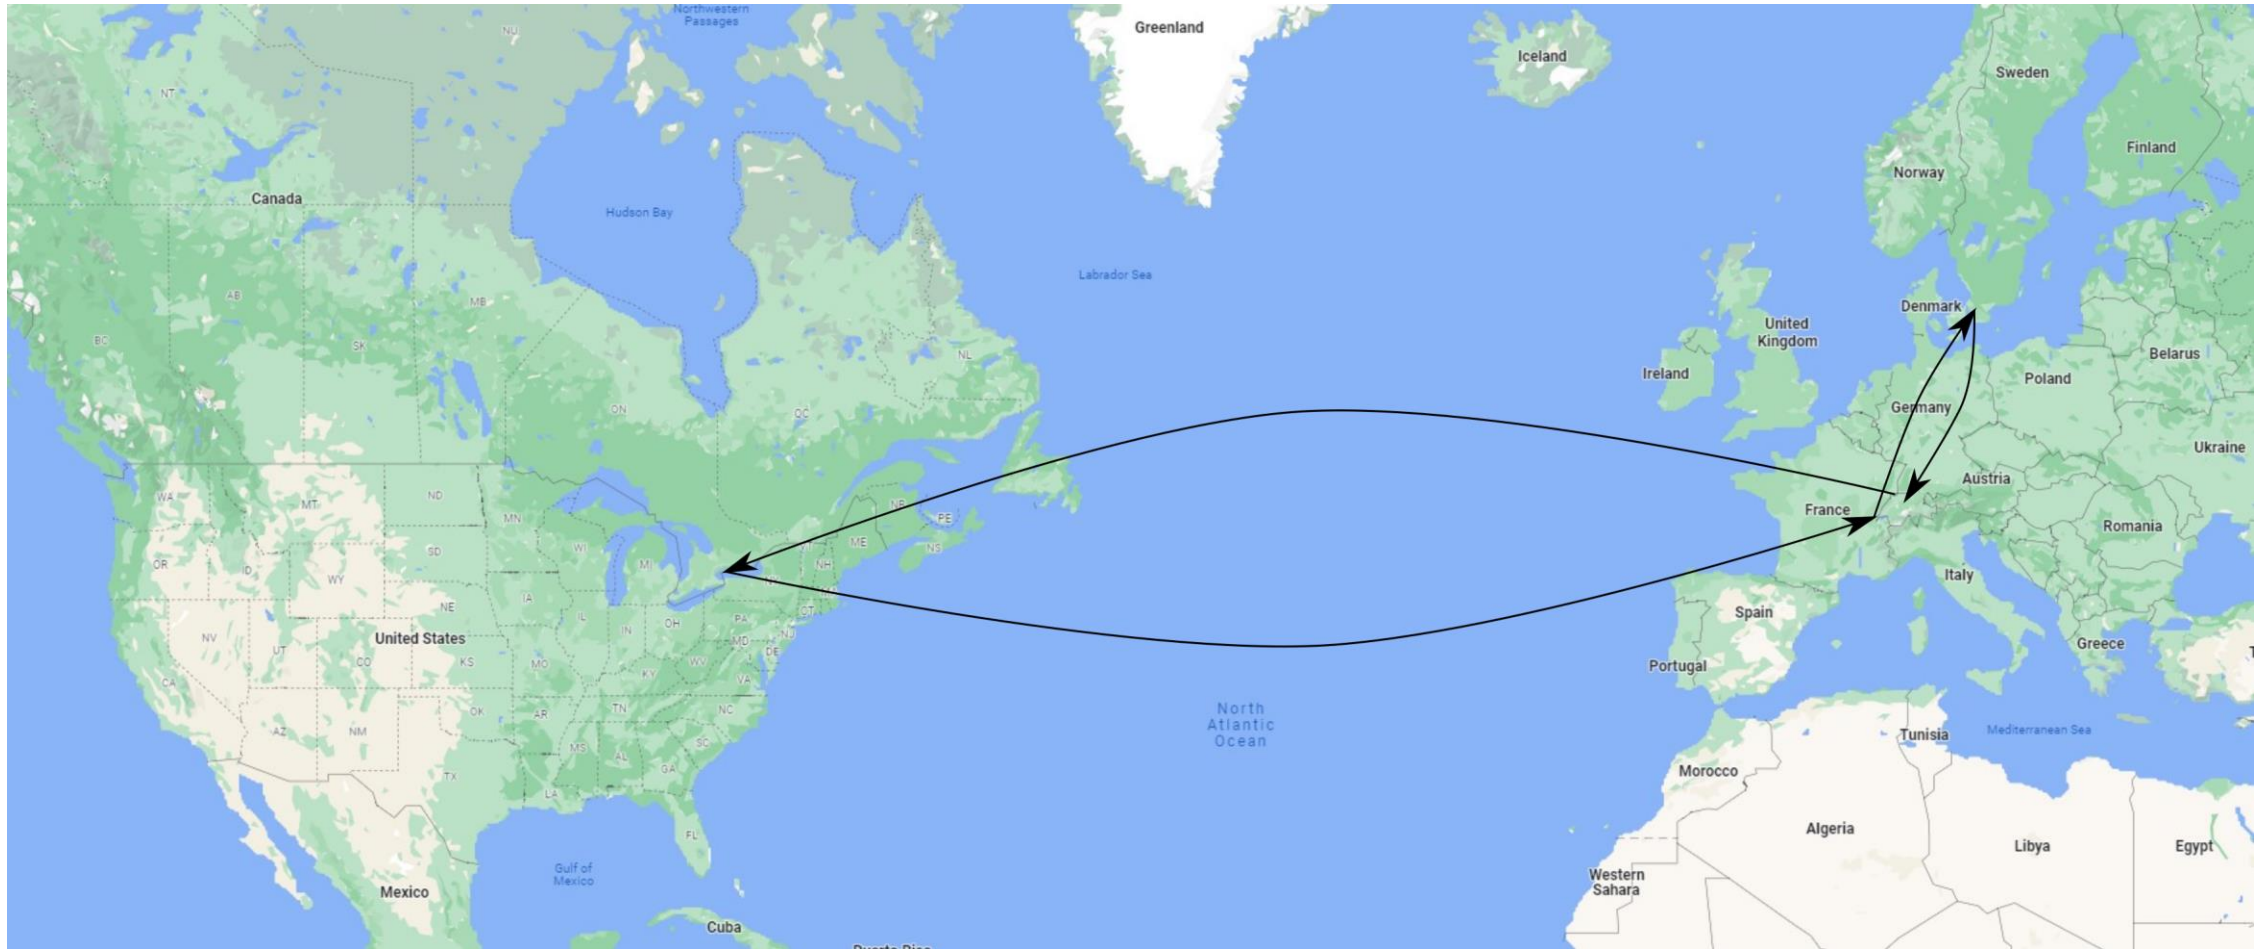 Northwestern
Passages
Greenland
Iceland
NU
Sweden
NT
Finland
Norway
Canada
Hudson Bay
Labrador Sea
AB
MB
Denmark
United
Kingdom
BC
SK
NL
Belarus
Ireland
Poland
ON
QC
Germany
Ukraine
Austria
WA
MT
ND
NB
France
MN
PE
Romania
ME
NS
WI
SD
OR
ID
WY
MI
VT
NH
NY
Italy
NE
IA
IL
IN
OH
PA
CT
Spain
NV
United States
UT
CO
KS
MO
MD
NJ
DE
WV
KY
VA
Greece
Portugal
CA
OK
AR
TN
NC
North
Atlantic
Ocean
AZ
NM
MS
AL
SC
GA
Mediterranean Sea
Tunisia
Morocco
TX
LA
FL
Algeria
Libya
Egypt
Gulf of
Mexico
Western
Sahara
Mexico
Cuba
Puerto Rico